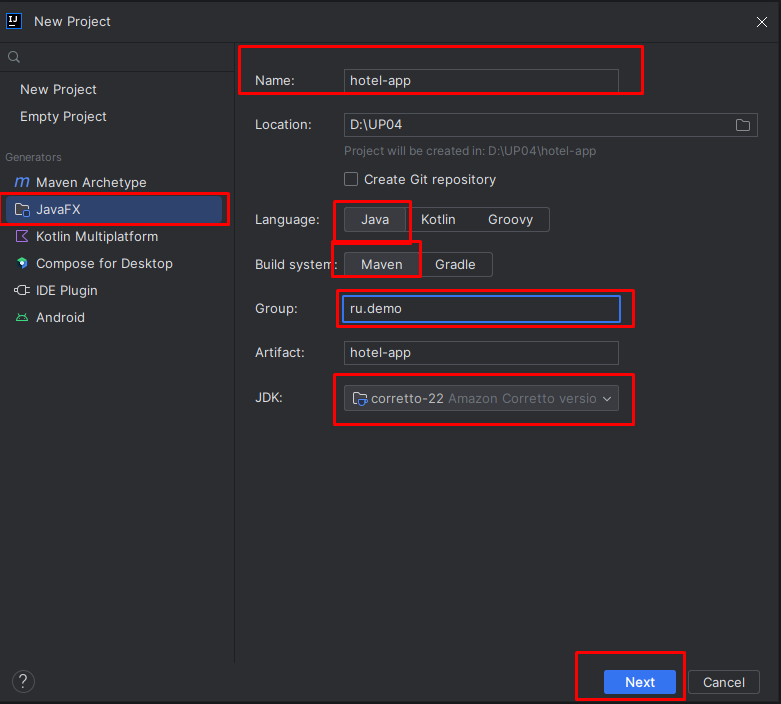 New Project
New Project
Empty Project
Generators
Maven Archetype
JavaFX
Kotlin Multiplatform
Compose for Desktop
IDE Plugin
Android
Name: hotel-app
Location: D:\UP04
Project will be created in: D:\UP04\hotel-app
Create Git repository
Language: Java Kotlin Groovy
Build system: Maven Gradle
Group: ru.demo
Artifact: hotel-app
JDK: corretto-22 Amazon Corretto versio
? Next Cancel